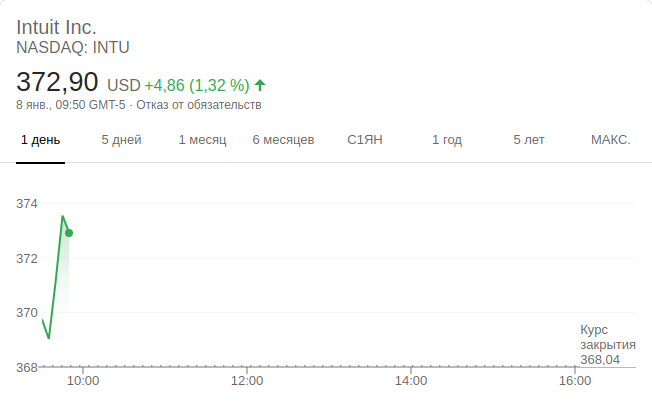 Intuit Inc.
NASDAQ: INTU
372,90 USD +4,86 (1,32 %)
8 янв., 09:50 GMT-5 · Отказ от обязательств
1 день 5 дней 1 месяц 6 месяцев С1ЯН 1 год 5 лет МАКС.
374
372
370
Курс
закрытия
368,04
368
10:00 12:00 14:00 16:00